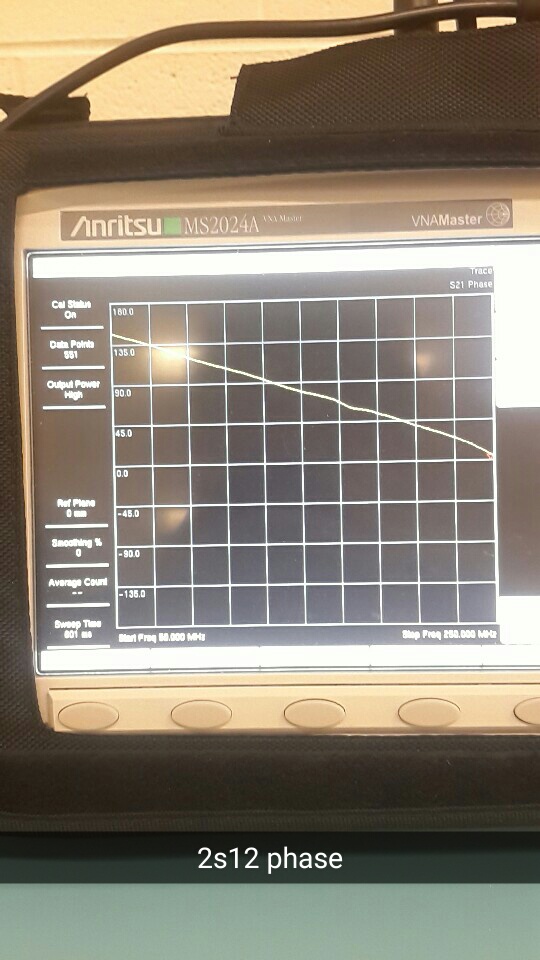 Anritsu MS2024A VNA Master
VNAMaster
Trace
S21 Phase
Cal Status
On
Data Points
551
Output Power
High
Ref Plane
0 mm
Smoothing %
0
Average Count
--
Sweep Time
601 ms
180.0
135.0
90.0
45.0
0.0
-45.0
-90.0
-135.0
Start Freq 50.000 MHz
Stop Freq 250.000 MHz
2s12 phase